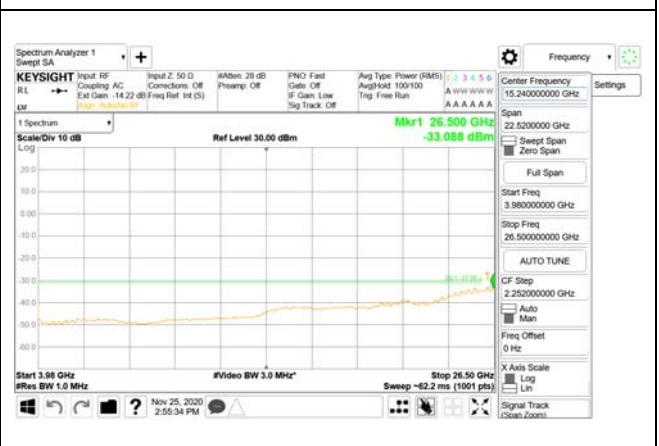 Spectrum Analyzer 1
Swept SA
+
Frequency
KEYSIGHT
RL
Input: RF
Coupling: AC
Ext Gain: -14.22 dB
Align: Auto/No RF
Input Z: 50 Ω
Corrections: Off
Freq Ref: Int (S)
#Atten: 28 dB
Preamp: Off
PNO: Fast
Gate: Off
IF Gain: Low
Sig Track: Off
Avg Type: Power (RMS)
Avg|Hold: 100/100
Trig: Free Run
1 2 3 4 5 6
A W W W W W
A A A A A A
1 Spectrum
Scale/Div 10 dB
Log
Ref Level 30.00 dBm
Mkr1 26.500 GHz
-33.088 dBm
20.0
10.0
0.00
-10.0
-20.0
-30.0
-40.0
-50.0
-60.0
1
Start 3.98 GHz
#Res BW 1.0 MHz
#Video BW 3.0 MHz*
Stop 26.50 GHz
Sweep ~62.2 ms (1001 pts)
Nov 25, 2020
2:55:34 PM
Center Frequency
15.240000000 GHz
Settings
Span
22.5200000 GHz
Swept Span
Zero Span
Full Span
Start Freq
3.980000000 GHz
Stop Freq
26.500000000 GHz
AUTO TUNE
CF Step
2.252000000 GHz
Auto
Man
Freq Offset
0 Hz
X Axis Scale
Log
Lin
Signal Track
(Span Zoom)